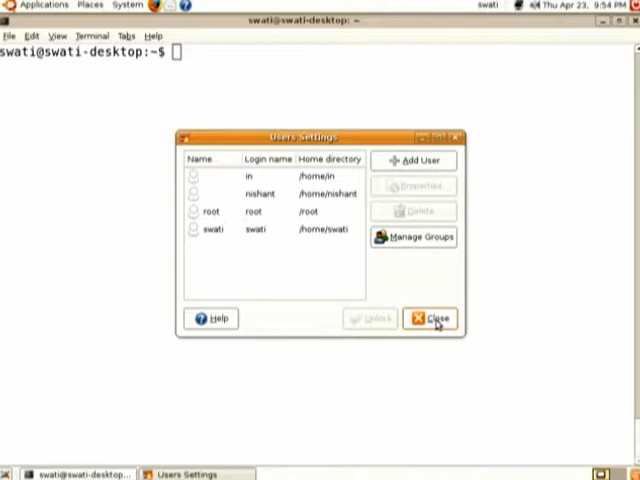 Applications Places System swati Thu Apr 23, 9:54 PM
swati@swati-desktop: ~
File Edit View Terminal Tabs Help
swati@swati-desktop:~$
Users Settings
Name Login name Home directory
in /home/in
nishant /home/nishant
root root /root
swati swati /home/swati
Add User
Properties
Delete
Manage Groups
Help Unlock Close
swati@swati-desktop... Users Settings